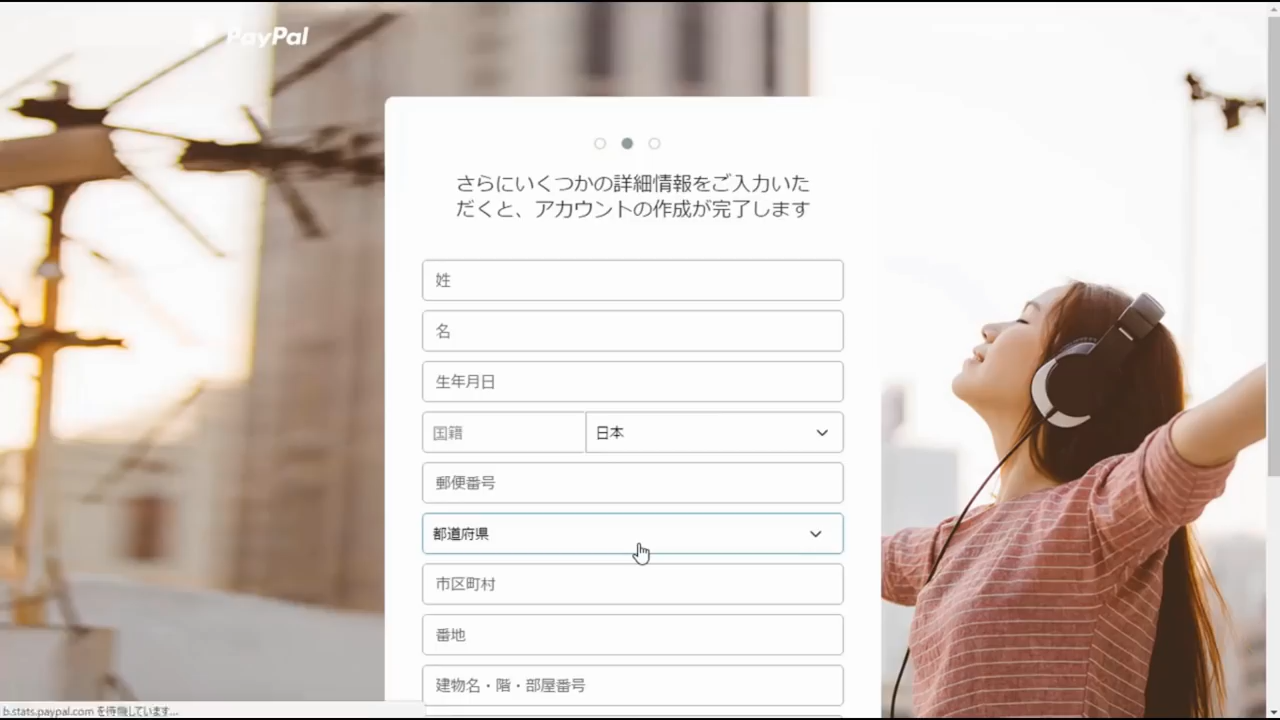 PayPal
さらにいくつかの詳細情報をご入力いた
だくと、アカウントの作成が完了します
姓
名
生年月日
国籍 日本
郵便番号
都道府県
市区町村
番地
建物名・階・部屋番号
b.stats.paypal.com を待機しています...